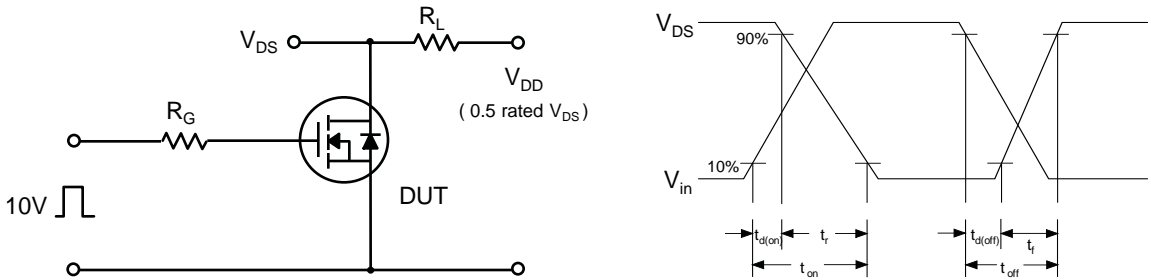 V_DS
R_L
V_DD
( 0.5 rated V_DS)
R_G
10V
DUT
V_DS
90%
10%
V_in
t_d(on)
t_r
t_on
t_d(off)
t_f
t_off